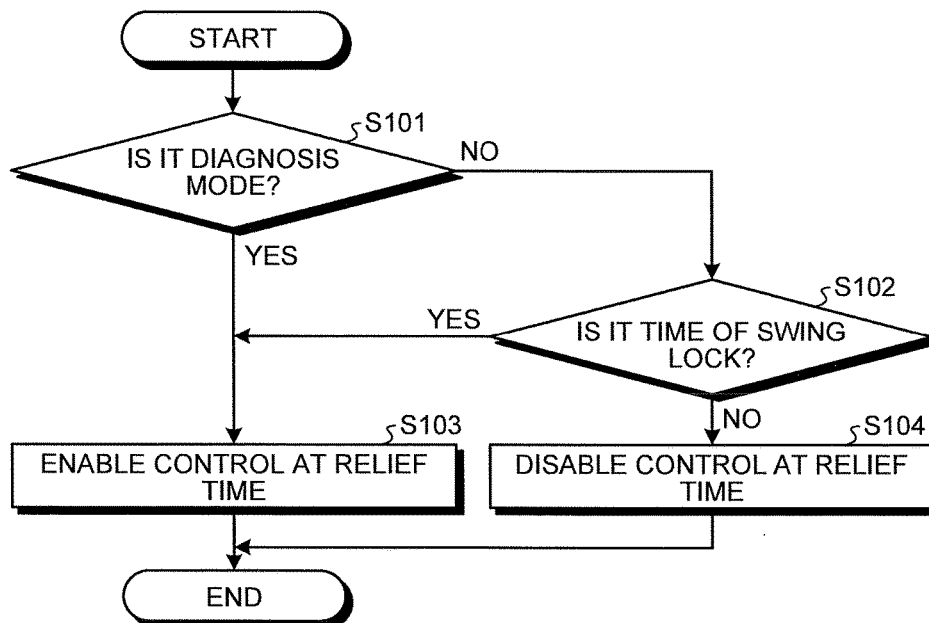 START
S101
IS IT DIAGNOSIS
MODE?
NO
YES
S102
YES
IS IT TIME OF SWING
LOCK?
NO
S103
S104
ENABLE CONTROL AT RELIEF
TIME
DISABLE CONTROL AT RELIEF
TIME
END